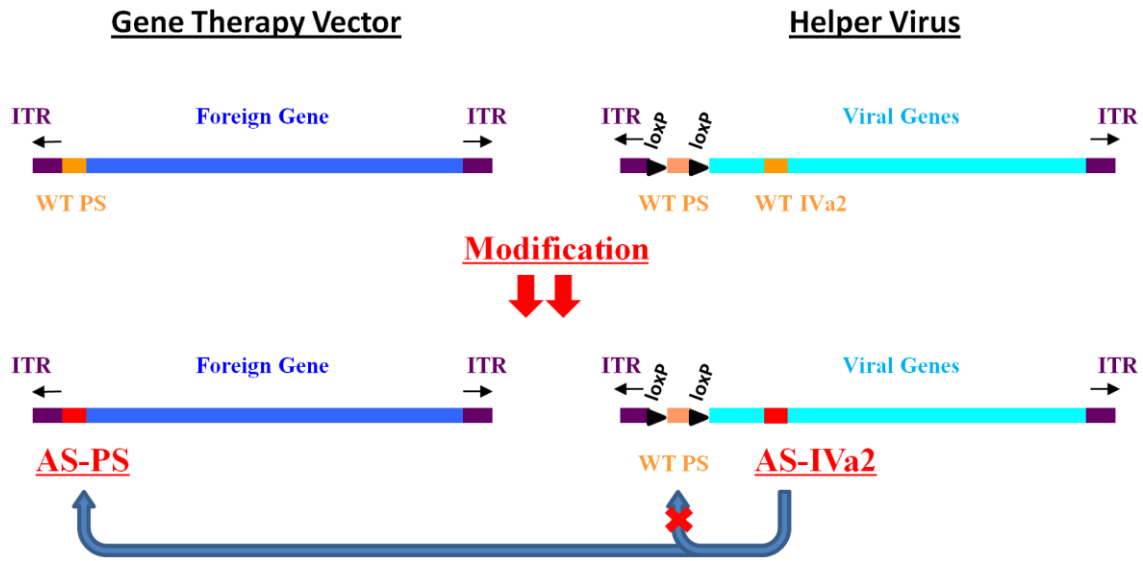 Gene Therapy Vector
Helper Virus
ITR
Foreign Gene
ITR
ITR
loxP
loxP
Viral Genes
ITR
WT PS
WT PS
WT IVa2
Modification
ITR
Foreign Gene
ITR
ITR
loxP
loxP
Viral Genes
ITR
AS-PS
WT PS
AS-IVa2